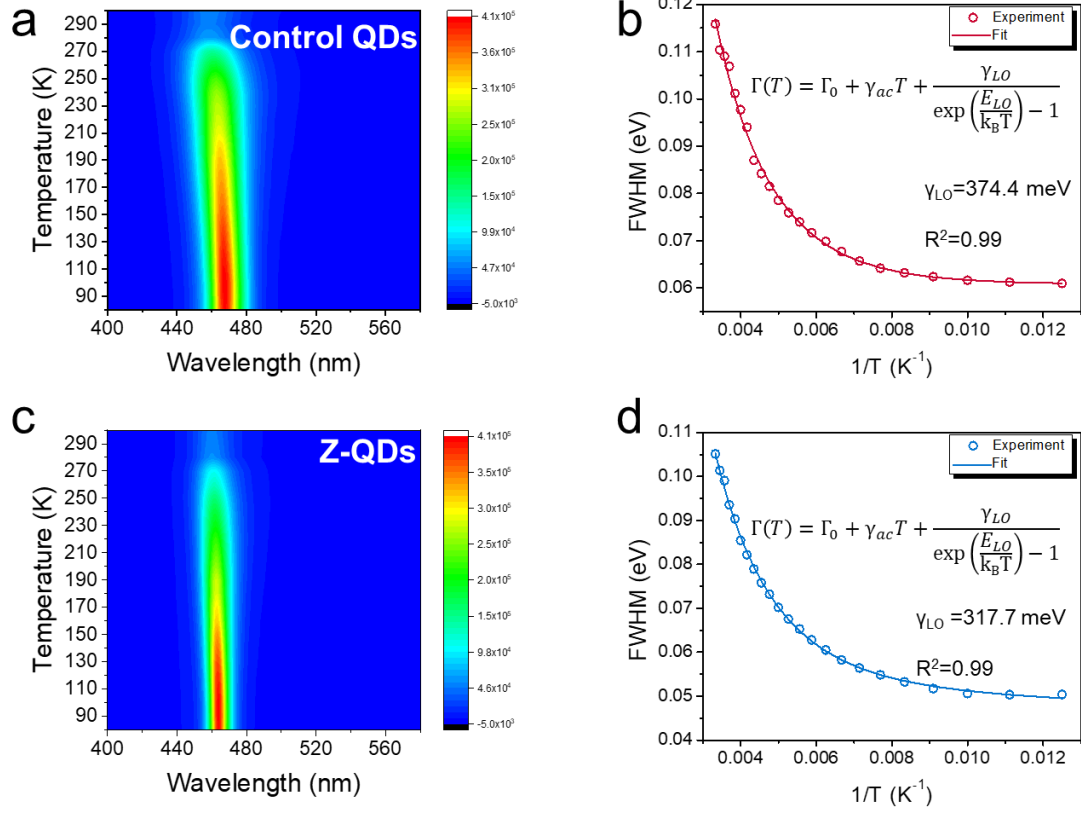 a
Control QDs
290
270
250
230
210
190
170
150
130
110
90
400
440
480
520
560
Temperature (K)
Wavelength (nm)
4.1x10⁵
3.6x10⁵
3.1x10⁵
2.6x10⁵
2.0x10⁵
1.5x10⁵
9.9x10⁴
4.7x10⁴
-5.0x10³
b
Experiment
Fit
Γ(T) = Γ₀ + γ_ac T + γ_LO / (exp (E_LO / k_B T) − 1)
γ_LO=374.4 meV
R²=0.99
0.12
0.11
0.10
0.09
0.08
0.07
0.06
0.004
0.006
0.008
0.010
0.012
FWHM (eV)
1/T (K⁻¹)
c
Z-QDs
290
270
250
230
210
190
170
150
130
110
90
400
440
480
520
560
Temperature (K)
Wavelength (nm)
4.1x10⁵
3.6x10⁵
3.1x10⁵
2.5x10⁵
2.0x10⁵
1.5x10⁵
9.8x10⁴
4.6x10⁴
-5.0x10³
d
Experiment
Fit
Γ(T) = Γ₀ + γ_ac T + γ_LO / (exp (E_LO / k_B T) − 1)
γ_LO =317.7 meV
R²=0.99
0.11
0.10
0.09
0.08
0.07
0.06
0.05
0.04
0.004
0.006
0.008
0.010
0.012
FWHM (eV)
1/T (K⁻¹)